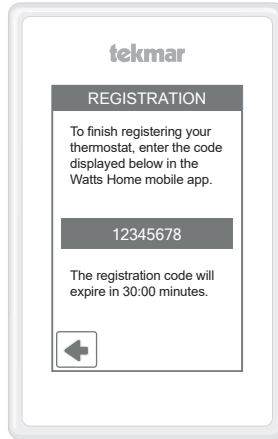 tekmar
REGISTRATION
To finish registering your
thermostat, enter the code
displayed below in the
Watts Home mobile app.
12345678
The registration code will
expire in 30:00 minutes.